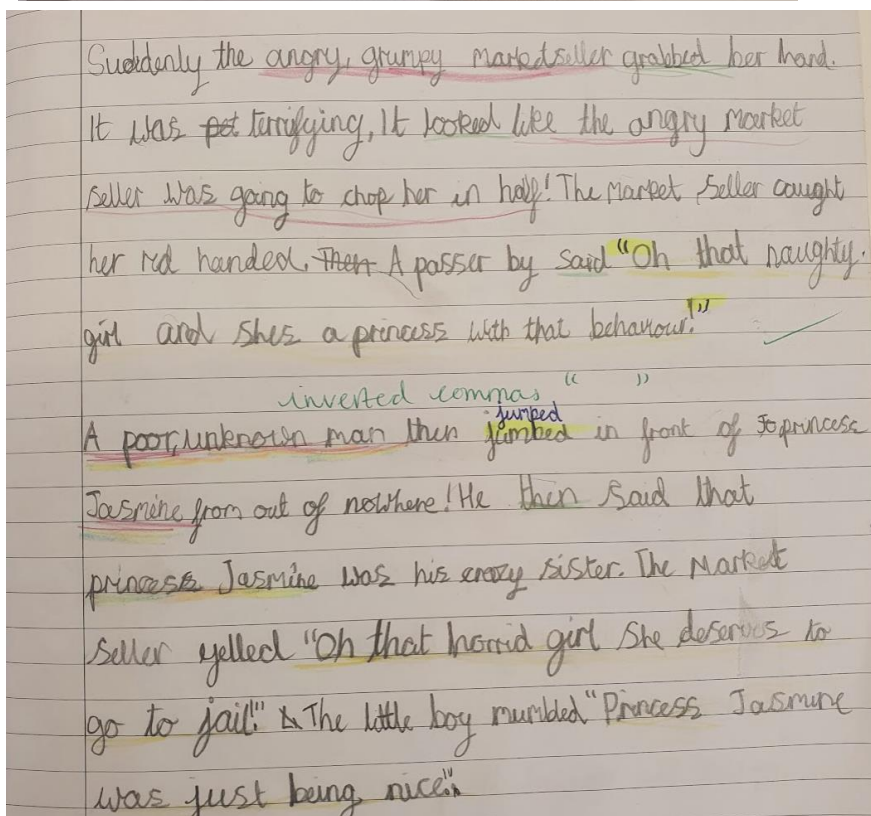 Suddenly the angry, grumpy marketseller grabbed her hand.
It was terrifying, It looked like the angry market
seller was going to chop her in half! The Market Seller caught
her red handed. Then A passer by said "Oh that naughty.
girl and shes a princess with that behaviour!"
inverted commas " "
jumped
A poor, unknown man then jumbed in front of princess
Jasmine from out of nowhere! He then said that
princess Jasmine was his crazy sister. The Market
seller yelled "Oh that horrid girl she deserves to
go to jail!" The little boy mumbled "Princess Jasmine
was just being nice."